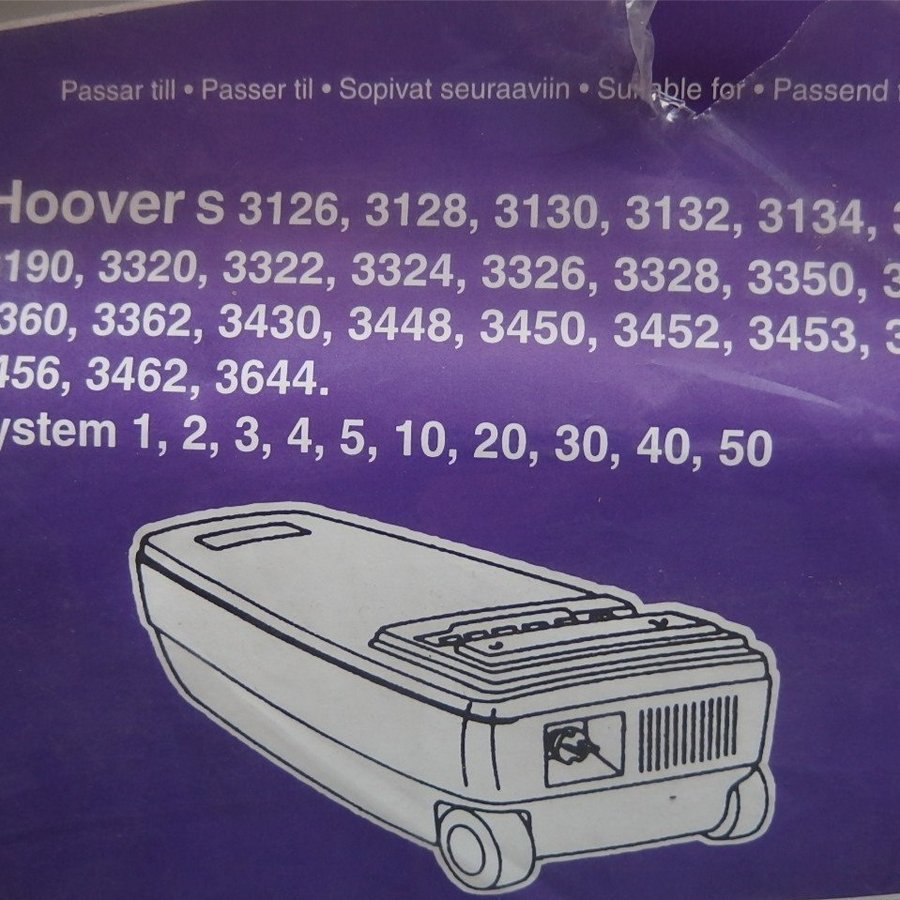 Passar till • Passer til • Sopivat seuraaviin • Suitable for • Passend
Hoover S 3126, 3128, 3130, 3132, 3134,
190, 3320, 3322, 3324, 3326, 3328, 3350,
360, 3362, 3430, 3448, 3450, 3452, 3453,
456, 3462, 3644.
ystem 1, 2, 3, 4, 5, 10, 20, 30, 40, 50